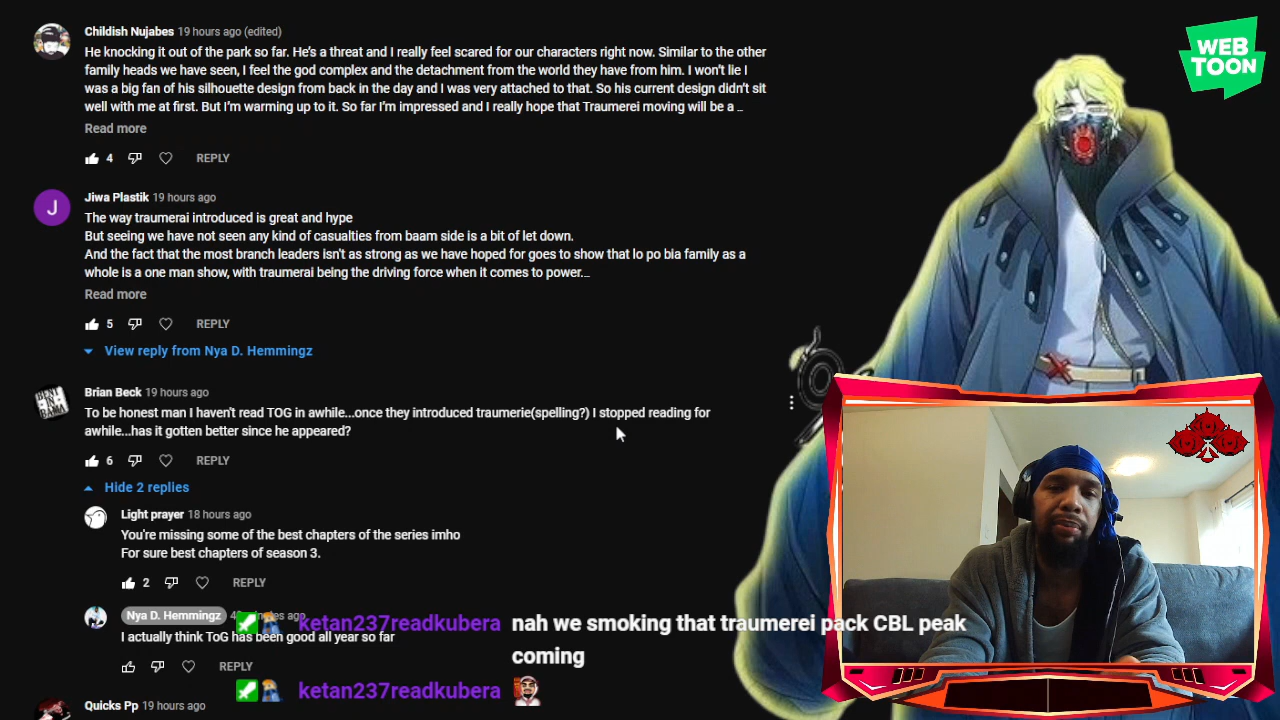 Childish Nujabes 19 hours ago (edited)
He knocking it out of the park so far. He's a threat and I really feel scared for our characters right now. Similar to the other
family heads we have seen, I feel the god complex and the detachment from the world they have from him. I won't lie I
was a big fan of his silhouette design from back in the day and I was very attached to that. So his current design didn't sit
well with me at first. But I'm warming up to it. So far I'm impressed and I really hope that Traumerei moving will be a ..
Read more
4 REPLY
WEB
TOON
J
Jiwa Plastik 19 hours ago
The way traumerai introduced is great and hype
But seeing we have not seen any kind of casualties from baam side is a bit of let down.
And the fact that the most branch leaders isn't as strong as we have hoped for goes to show that lo po bia family as a
whole is a one man show, with traumerai being the driving force when it comes to power...
Read more
5 REPLY
View reply from Nya D. Hemmingz
Brian Beck 19 hours ago
To be honest man I haven't read TOG in awhile...once they introduced traumerie(spelling?) I stopped reading for
awhile...has it gotten better since he appeared?
6 REPLY
Hide 2 replies
Light prayer 18 hours ago
You're missing some of the best chapters of the series imho
For sure best chapters of season 3.
2 REPLY
Nya D. Hemmingz ago
I actually think ToG has been good all year so far
REPLY
ketan237readkubera nah we smoking that traumerei pack CBL peak
coming
ketan237readkubera
Quicks Pp 19 hours ago